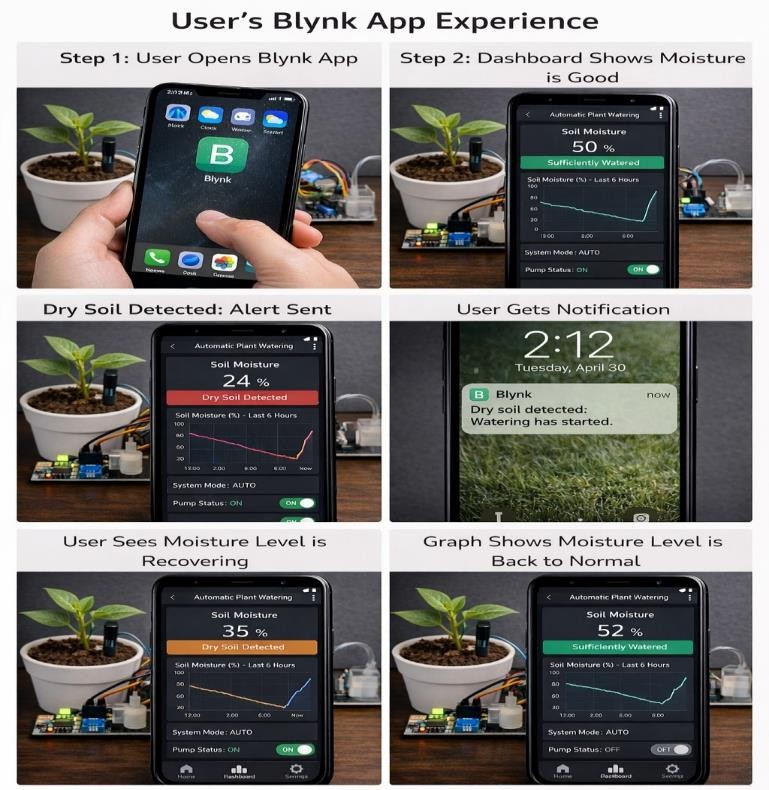 User's Blynk App Experience
Step 1: User Opens Blynk App
Block
Clock
B
Blynk
Step 2: Dashboard Shows Moisture
is Good
Automatic Plant Watering
Soil Moisture
50 %
Sufficiently Watered
Soil Moisture (%) - Last 6 Hours
100
80
60
20
0
2:00
6:00
System Mode: AUTO
Pump Status: ON
ON
Dry Soil Detected: Alert Sent
Automatic Plant Watering
Soil Moisture
24 %
Dry Soil Detected
Soil Moisture (%) - Last 6 Hours
100
80
20
12:00
2:00
6:00
Now
System Mode: AUTO
Pump Status: ON
ON
User Gets Notification
2:12
Tuesday, April 30
B Blynk
now
Dry soil detected:
Watering has started.
User Sees Moisture Level is
Recovering
Automatic Plant Watering
Soil Moisture
35 %
Dry Soil Detected
Soil Moisture (%) - Last 6 Hours
100
80
60
20
12:00
2:00
6:00
Now
System Mode: AUTO
Pump Status: ON
ON
Home
Dashboard
Settings
Graph Shows Moisture Level is
Back to Normal
Automatic Plant Watering
Soil Moisture
52 %
Sufficiently Watered
Soil Moisture (%) - Last 6 Hours
100
80
20
12:00
2:00
6:00
System Mode: AUTO
Pump Status: OFF
Home
Dashboard